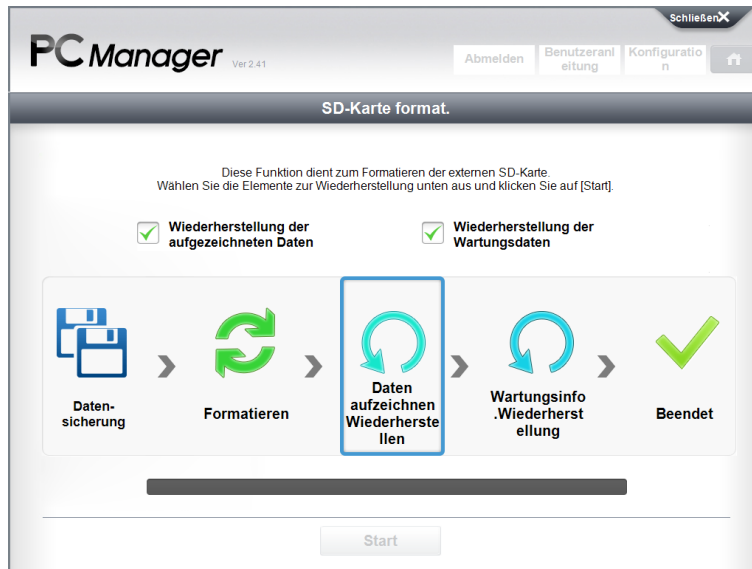 Schließen X
PC Manager Ver 2.41
Abmelden
Benutzeranl
eitung
Konfiguratio
n
SD-Karte format.
Diese Funktion dient zum Formatieren der externen SD-Karte.
Wählen Sie die Elemente zur Wiederherstellung unten aus und klicken Sie auf [Start].
Wiederherstellung der
aufgezeichneten Daten
Wiederherstellung der
Wartungsdaten
Daten-
sicherung
Formatieren
Daten
aufzeichnen
Wiederherste
llen
Wartungsinfo
.Wiederherst
ellung
Beendet
Start